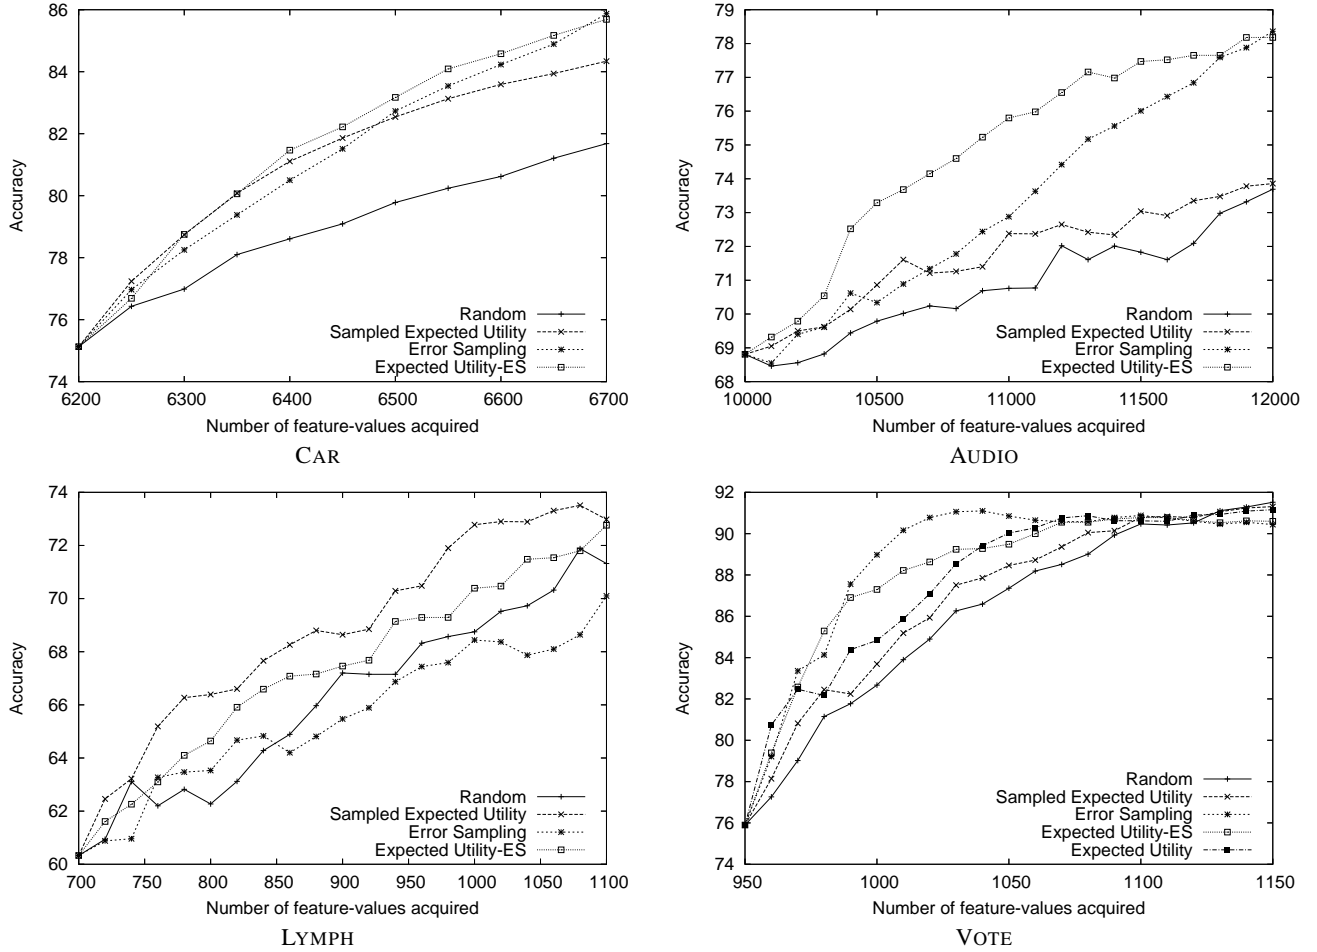 86
84
82
80
78
76
74
Accuracy
6200
6300
6400
6500
6600
6700
Number of feature-values acquired
Random
Sampled Expected Utility
Error Sampling
Expected Utility-ES
CAR
79
78
77
76
75
74
73
72
71
70
69
68
Accuracy
10000
10500
11000
11500
12000
Number of feature-values acquired
Random
Sampled Expected Utility
Error Sampling
Expected Utility-ES
AUDIO
74
72
70
68
66
64
62
60
Accuracy
700
750
800
850
900
950
1000
1050
1100
Number of feature-values acquired
Random
Sampled Expected Utility
Error Sampling
Expected Utility-ES
LYMPH
92
90
88
86
84
82
80
78
76
74
Accuracy
950
1000
1050
1100
1150
Number of feature-values acquired
Random
Sampled Expected Utility
Error Sampling
Expected Utility-ES
Expected Utility
VOTE